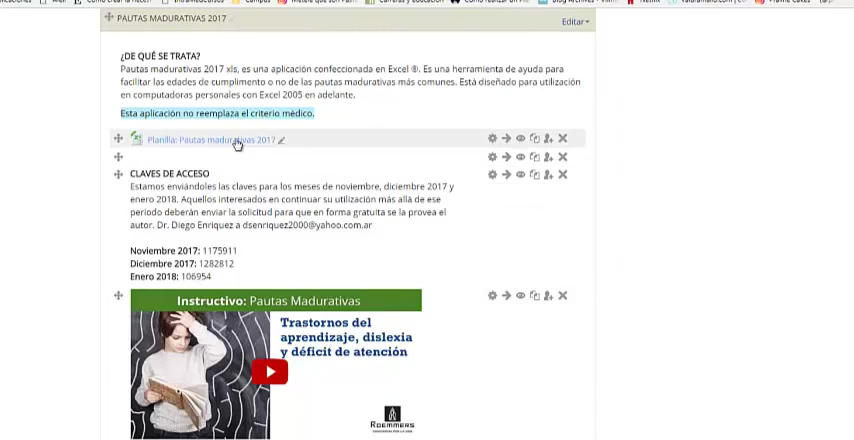 PAUTAS MADURATIVAS 2017
Editar
¿DE QUÉ SE TRATA?
Pautas madurativas 2017 xls, es una aplicación confeccionada en Excel ®. Es una herramienta de ayuda para
facilitar las edades de cumplimento o no de las pautas madurativas más comunes. Está diseñado para utilización
en computadoras personales con Excel 2005 en adelante.
Esta aplicación no reemplaza el criterio médico.
Planilla: Pautas madurativas 2017
CLAVES DE ACCESO
Estamos enviándoles las claves para los meses de noviembre, diciembre 2017 y
enero 2018. Aquellos interesados en continuar su utilización más allá de ese
período deberán enviar la solicitud para que en forma gratuita se la provea el
autor. Dr. Diego Enriquez a dsenriquez2000@yahoo.com.ar
Noviembre 2017: 1175911
Diciembre 2017: 1282812
Enero 2018: 106954
Instructivo: Pautas Madurativas
Trastornos del
aprendizaje, dislexia
y déficit de atención
ROEMMERS